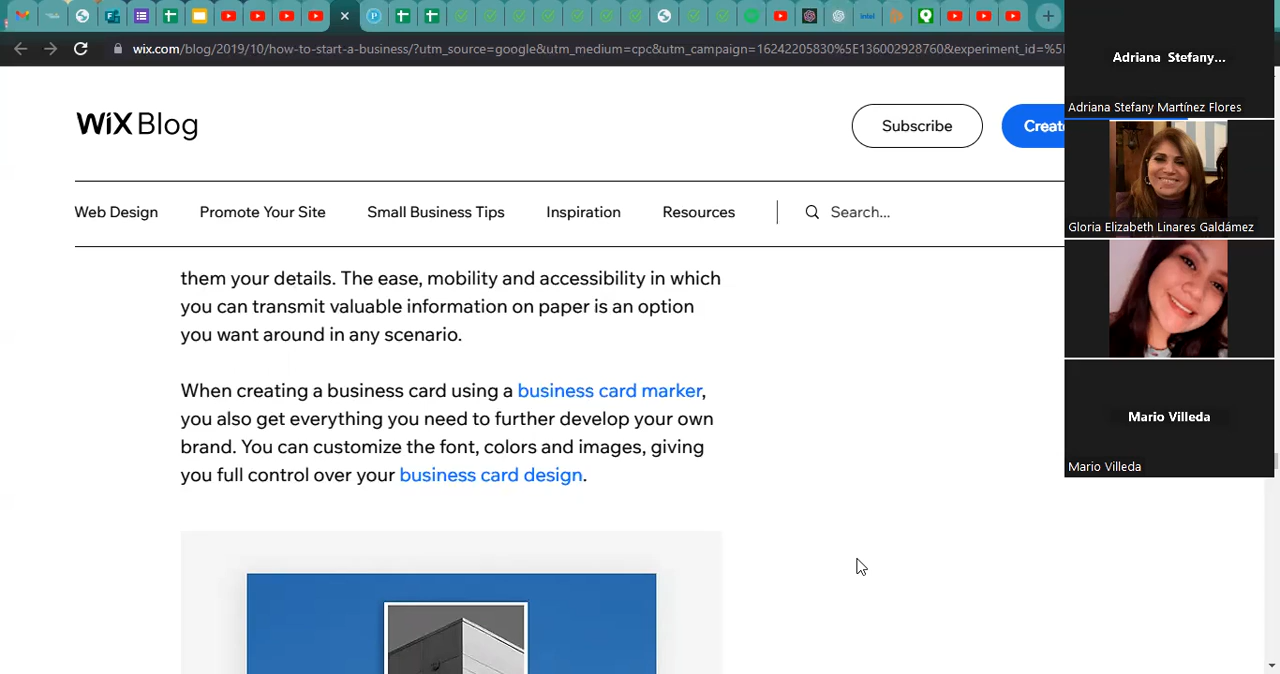 wix.com/blog/2019/10/how-to-start-a-business/?utm_source=google&utm_medium=cpc&utm_campaign=16242205830%5E136002928760&experiment_id=%5
WiX Blog
Subscribe
Create
Web Design
Promote Your Site
Small Business Tips
Inspiration
Resources
Search...
them your details. The ease, mobility and accessibility in which
you can transmit valuable information on paper is an option
you want around in any scenario.
When creating a business card using a business card marker,
you also get everything you need to further develop your own
brand. You can customize the font, colors and images, giving
you full control over your business card design.
Adriana Stefany...
Adriana Stefany Martínez Flores
Gloria Elizabeth Linares Galdámez
Mario Villeda
Mario Villeda